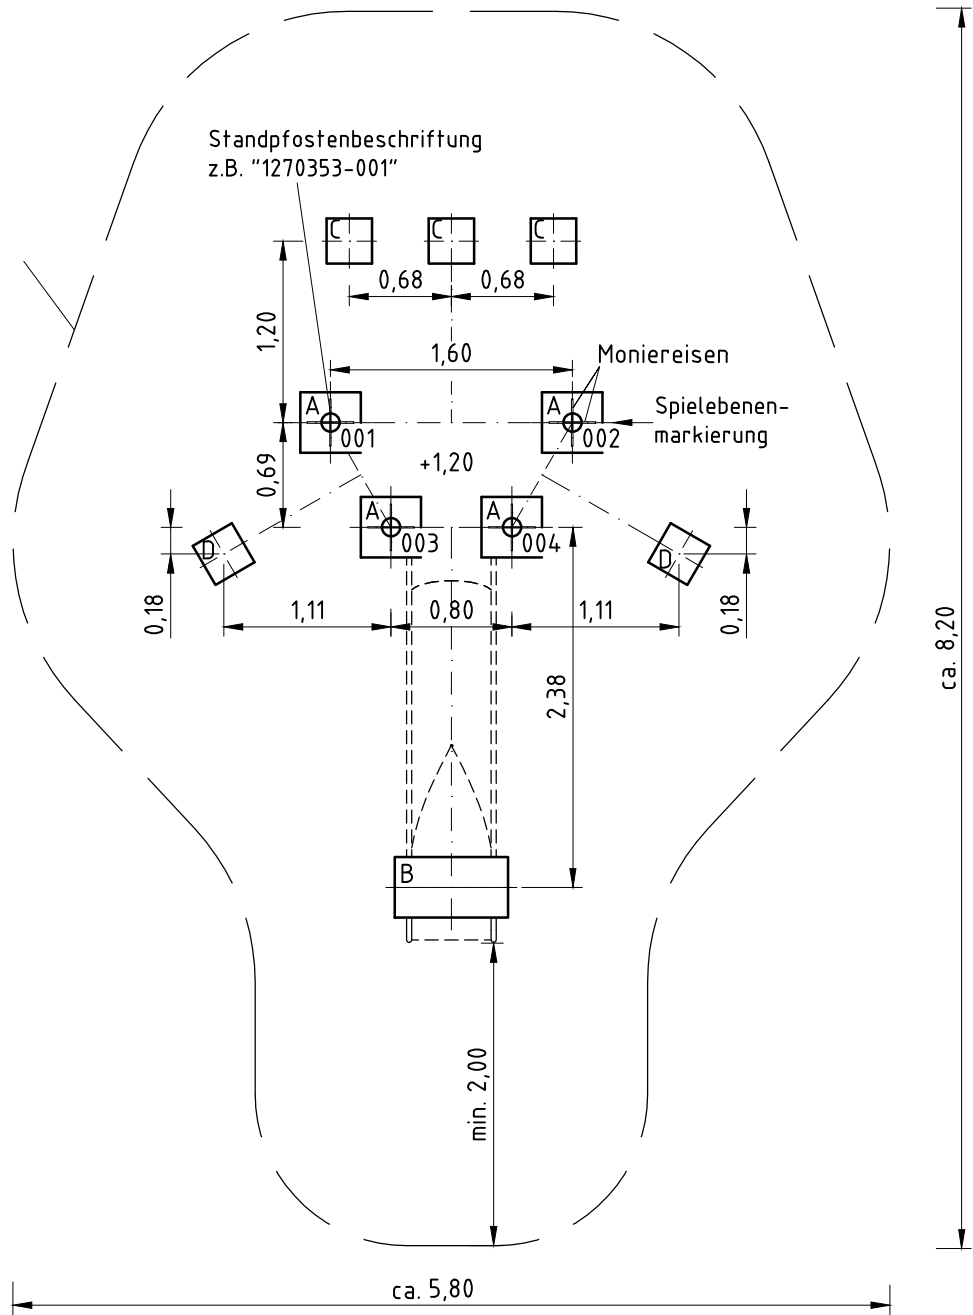 Standpfostenbeschriftung
z.B. "1270353-001"
C C C
0,68 0,68
1,20
1,60
Moniereisen
A A
Spielebenen-
markierung
001 002
0,69
+1,20
A A
003 004
D D
0,18 1,11 0,80 1,11 0,18
2,38
ca. 8,20
B
min. 2,00
ca. 5,80